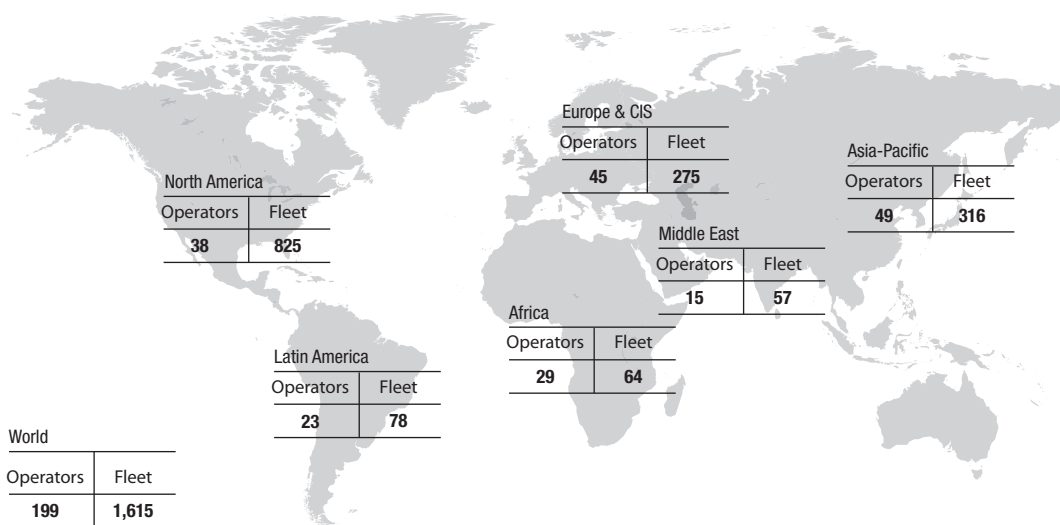 Europe & CIS
Operators Fleet
45 275
Asia-Pacific
Operators Fleet
49 316
North America
Operators Fleet
38 825
Middle East
Operators Fleet
15 57
Africa
Operators Fleet
29 64
Latin America
Operators Fleet
23 78
World
Operators Fleet
199 1,615